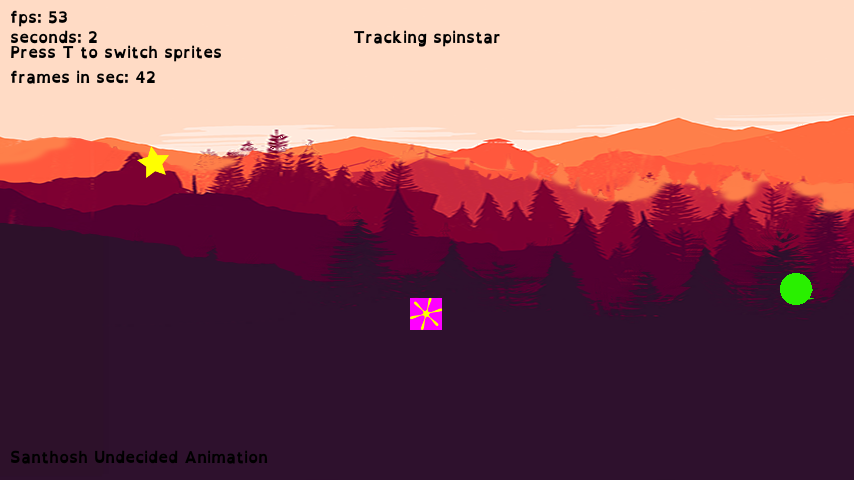 fps: 53
seconds: 2
Tracking spinstar
Press T to switch sprites
frames in sec: 42
Santhosh Undecided Animation